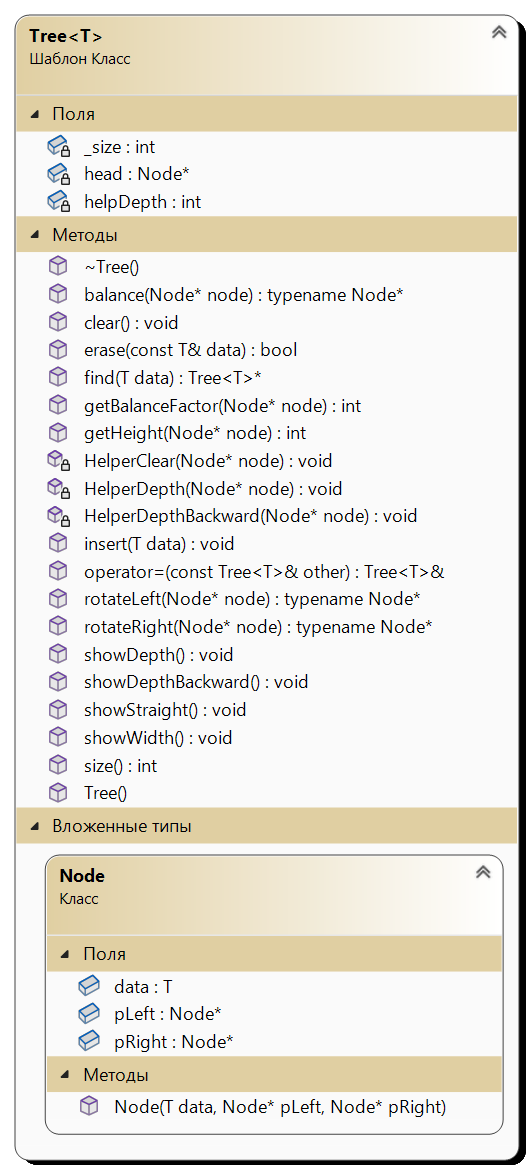 Tree<T>
Шаблон Класс
Поля
_size : int
head : Node*
helpDepth : int
Методы
~Tree()
balance(Node* node) : typename Node*
clear() : void
erase(const T& data) : bool
find(T data) : Tree<T>*
getBalanceFactor(Node* node) : int
getHeight(Node* node) : int
HelperClear(Node* node) : void
HelperDepth(Node* node) : void
HelperDepthBackward(Node* node) : void
insert(T data) : void
operator=(const Tree<T>& other) : Tree<T>&
rotateLeft(Node* node) : typename Node*
rotateRight(Node* node) : typename Node*
showDepth() : void
showDepthBackward() : void
showStraight() : void
showWidth() : void
size() : int
Tree()
Вложенные типы
Node
Класс
Поля
data : T
pLeft : Node*
pRight : Node*
Методы
Node(T data, Node* pLeft, Node* pRight)